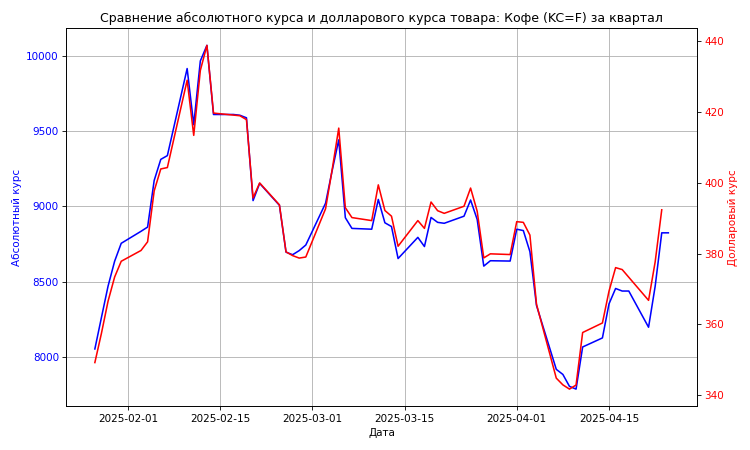 Сравнение абсолютного курса и долларового курса товара: Кофе (KC=F) за квартал
10000
9500
9000
8500
8000
Абсолютный курс
440
420
400
380
360
340
Долларовый курс
2025-02-01 2025-02-15 2025-03-01 2025-03-15 2025-04-01 2025-04-15
Дата